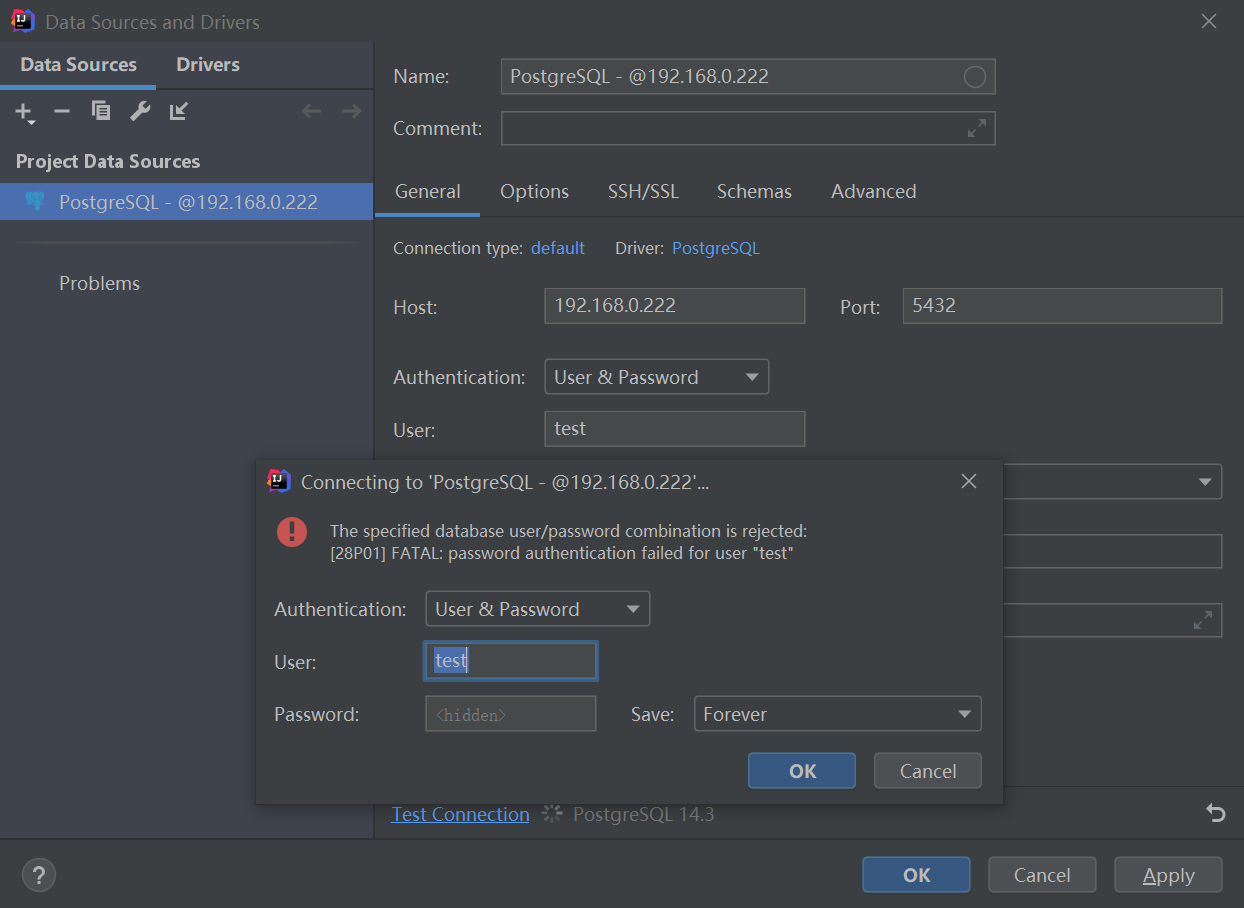 Data Sources and Drivers
Data Sources Drivers
Project Data Sources
PostgreSQL - @192.168.0.222
Problems
Name: PostgreSQL - @192.168.0.222
Comment:
General Options SSH/SSL Schemas Advanced
Connection type: default Driver: PostgreSQL
Host: 192.168.0.222 Port: 5432
Authentication: User & Password
User: test
Connecting to 'PostgreSQL - @192.168.0.222'...
The specified database user/password combination is rejected:
[28P01] FATAL: password authentication failed for user "test"
Authentication: User & Password
User: test
Password: <hidden> Save: Forever
OK Cancel
Test Connection PostgreSQL 14.3
? OK Cancel Apply